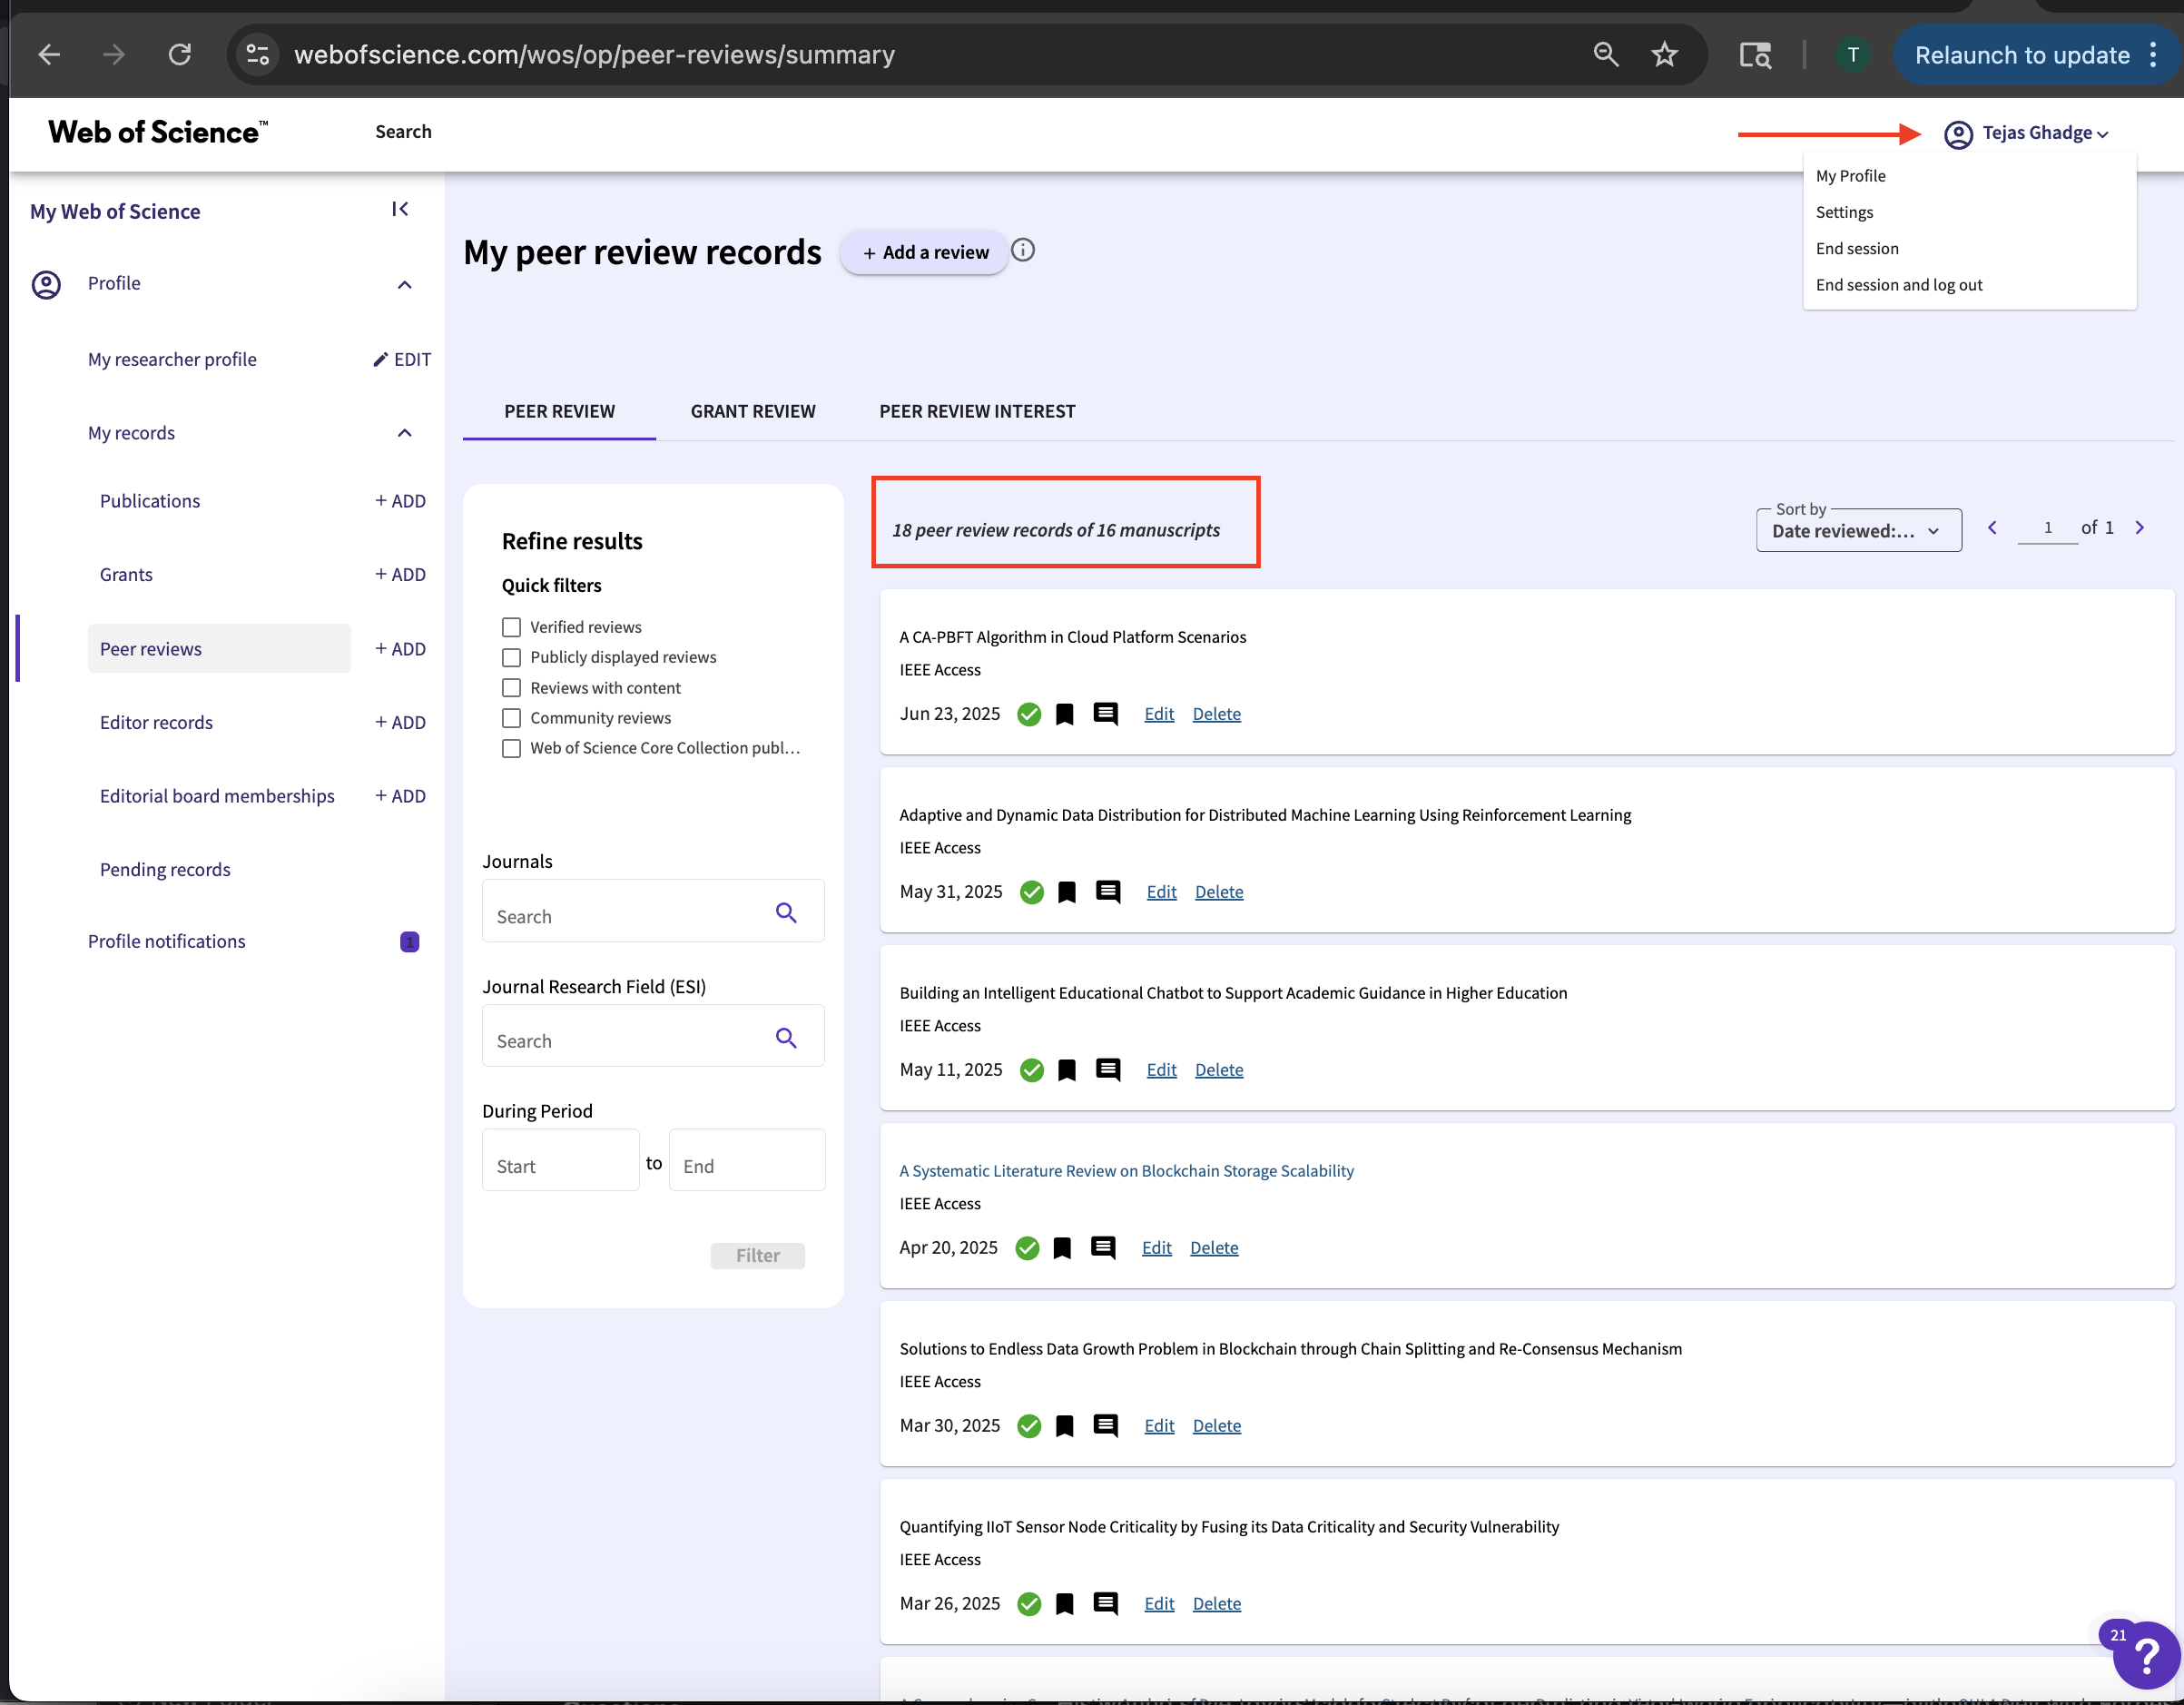 webofscience.com/wos/op/peer-reviews/summary
T
Relaunch to update
Web of Science™
Search
Tejas Ghadge
My Profile
Settings
End session
End session and log out
My Web of Science
Profile
My researcher profile
EDIT
My records
Publications
+ ADD
Grants
+ ADD
Peer reviews
+ ADD
Editor records
+ ADD
Editorial board memberships
+ ADD
Pending records
Profile notifications
1
My peer review records
+ Add a review
PEER REVIEW
GRANT REVIEW
PEER REVIEW INTEREST
Refine results
Quick filters
Verified reviews
Publicly displayed reviews
Reviews with content
Community reviews
Web of Science Core Collection publ...
Journals
Search
Journal Research Field (ESI)
Search
During Period
Start
to
End
Filter
18 peer review records of 16 manuscripts
Sort by
Date reviewed:...
1 of 1
A CA-PBFT Algorithm in Cloud Platform Scenarios
IEEE Access
Jun 23, 2025
Edit
Delete
Adaptive and Dynamic Data Distribution for Distributed Machine Learning Using Reinforcement Learning
IEEE Access
May 31, 2025
Edit
Delete
Building an Intelligent Educational Chatbot to Support Academic Guidance in Higher Education
IEEE Access
May 11, 2025
Edit
Delete
A Systematic Literature Review on Blockchain Storage Scalability
IEEE Access
Apr 20, 2025
Edit
Delete
Solutions to Endless Data Growth Problem in Blockchain through Chain Splitting and Re-Consensus Mechanism
IEEE Access
Mar 30, 2025
Edit
Delete
Quantifying IIoT Sensor Node Criticality by Fusing its Data Criticality and Security Vulnerability
IEEE Access
Mar 26, 2025
Edit
Delete
21
?